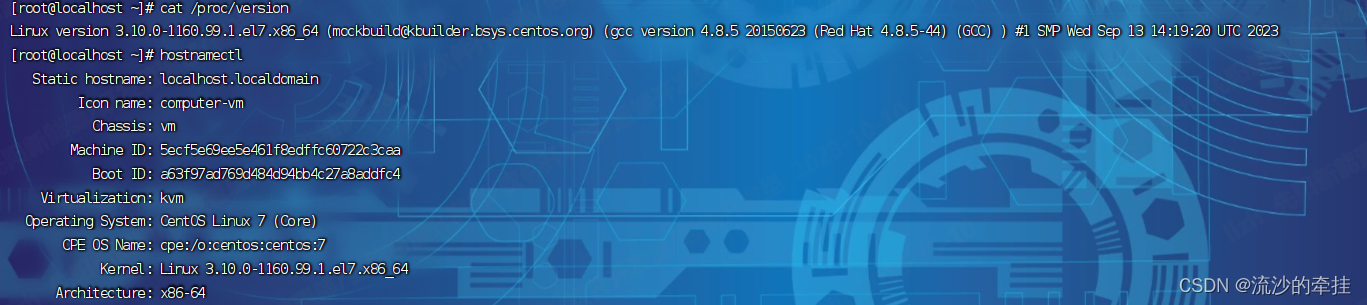 [root@localhost ~]# cat /proc/version
Linux version 3.10.0-1160.99.1.el7.x86_64 (mockbuild@kbuilder.bsys.centos.org) (gcc version 4.8.5 20150623 (Red Hat 4.8.5-44) (GCC) ) #1 SMP Wed Sep 13 14:19:20 UTC 2023
[root@localhost ~]# hostnamectl
Static hostname: localhost.localdomain
Icon name: computer-vm
Chassis: vm
Machine ID: 5ecf5e69ee5e461f8edffc60722c3caa
Boot ID: a63f97ad769d484d94bb4c27a8addfc4
Virtualization: kvm
Operating System: CentOS Linux 7 (Core)
CPE OS Name: cpe:/o:centos:centos:7
Kernel: Linux 3.10.0-1160.99.1.el7.x86_64
Architecture: x86-64
CSDN @流沙的牵挂